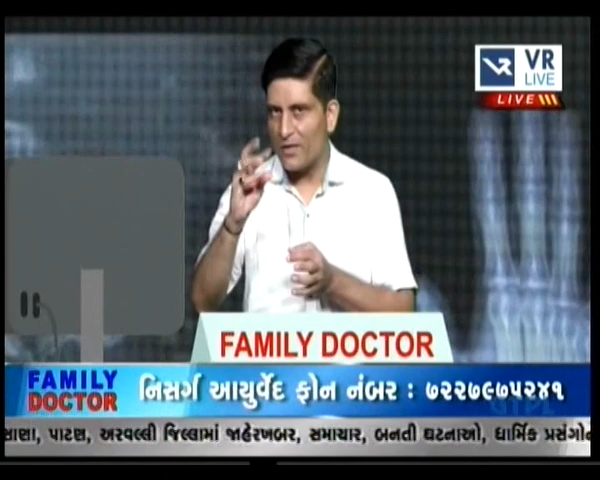 VR
LIVE
LIVE
FAMILY DOCTOR
FAMILY
DOCTOR
નિસર્ગ આયુર્વેદ ફોન નંબર : ૭૨૨૭૯૭૫૨૪૧
સાણા, પાટણ, અરવલ્લી જિલ્લામાં જાહેરખબર, સમાચાર, બનતી ઘટનાઓ, ધાર્મિક પ્રસંગોન